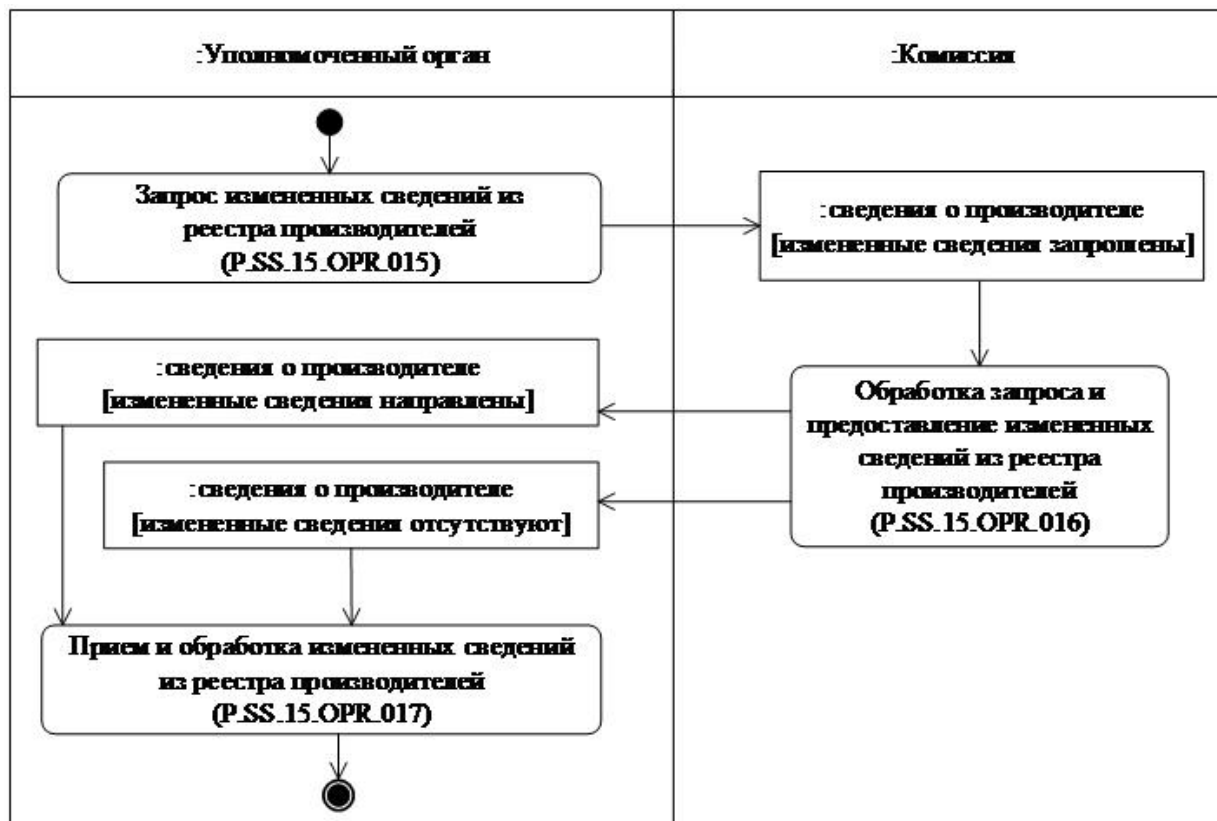 :Уполномоченный орган
:Комиссия
Запрос измененных сведений из
реестра производителей
(P.SS.15.OPR.015)
:сведения о производителе
[измененные сведения запрошены]
:сведения о производителе
[измененные сведения направлены]
Обработка запроса и
предоставление измененных
сведений из реестра
производителей
(P.SS.15.OPR.016)
:сведения о производителе
[измененные сведения отсутствуют]
Прием и обработка измененных сведений
из реестра производителей
(P.SS.15.OPR.017)